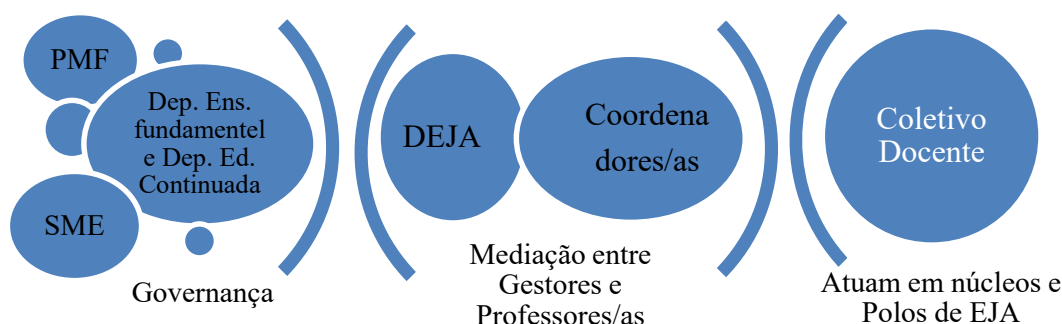 PMF
Dep. Ens.
fundamentel
e Dep. Ed.
Continuada
SME
Governança
DEJA
Coordena
dores/as
Mediação entre
Gestores e
Professores/as
Coletivo
Docente
Atuam em núcleos e
Polos de EJA